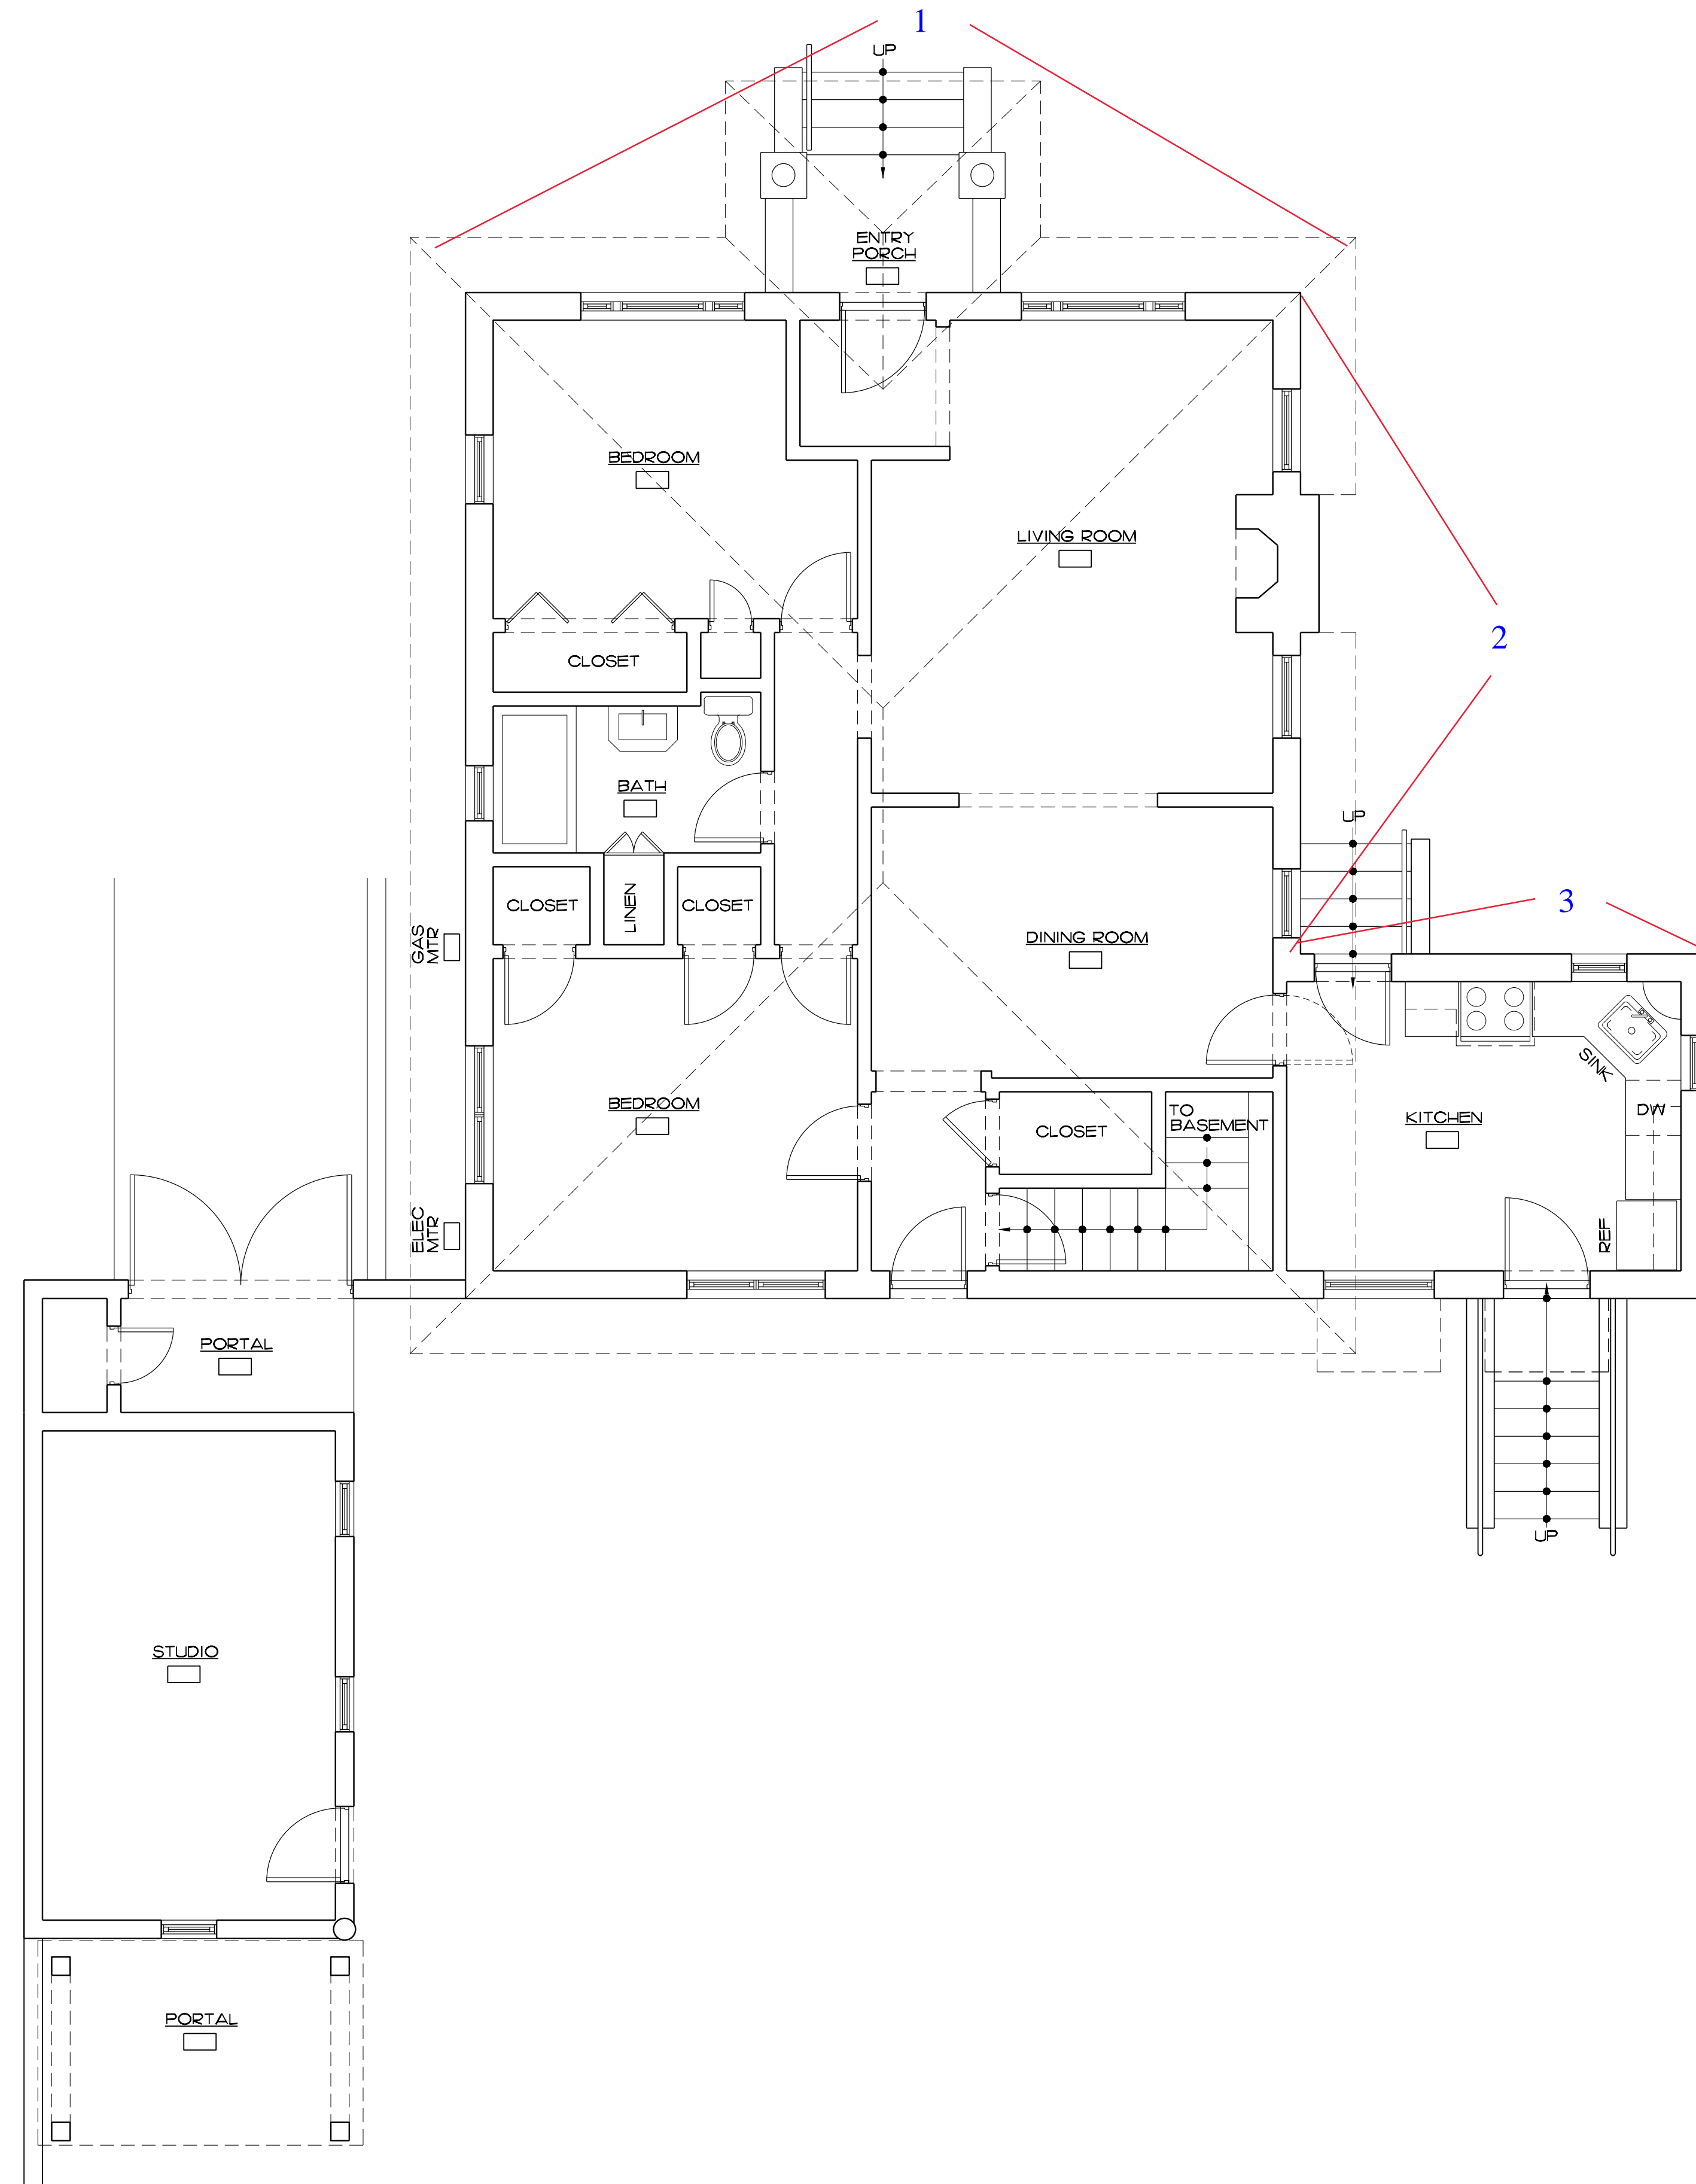 1
UP
ENTRY
PORCH
BEDROOM
LIVING ROOM
2
CLOSET
BATH
UP
CLOSET
LINEN
CLOSET
3
GAS
MTR
DINING ROOM
SINK
BEDROOM
CLOSET
TO
BASEMENT
KITCHEN
DW
ELEC
MTR
REF
PORTAL
UP
STUDIO
PORTAL